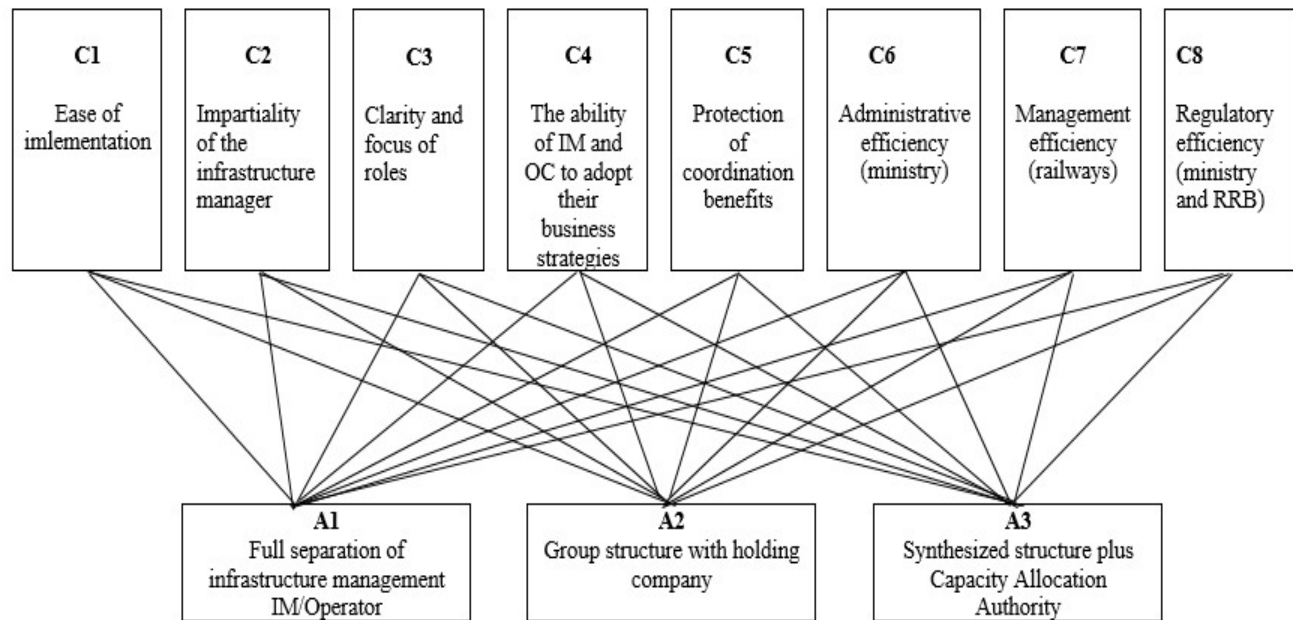 C1
Ease of
imlementation
C2
Impartiality
of the
infrastructure
manager
C3
Clarity and
focus of
roles
C4
The ability
of IM and
OC to adopt
their
business
strategies
C5
Protection
of
coordination
benefits
C6
Administrative
efficiency
(ministry)
C7
Management
efficiency
(railways)
C8
Regulatory
efficiency
(ministry
and RRB)
A1
Full separation of
infrastructure management
IM/Operator
A2
Group structure with holding
company
A3
Synthesized structure plus
Capacity Allocation
Authority